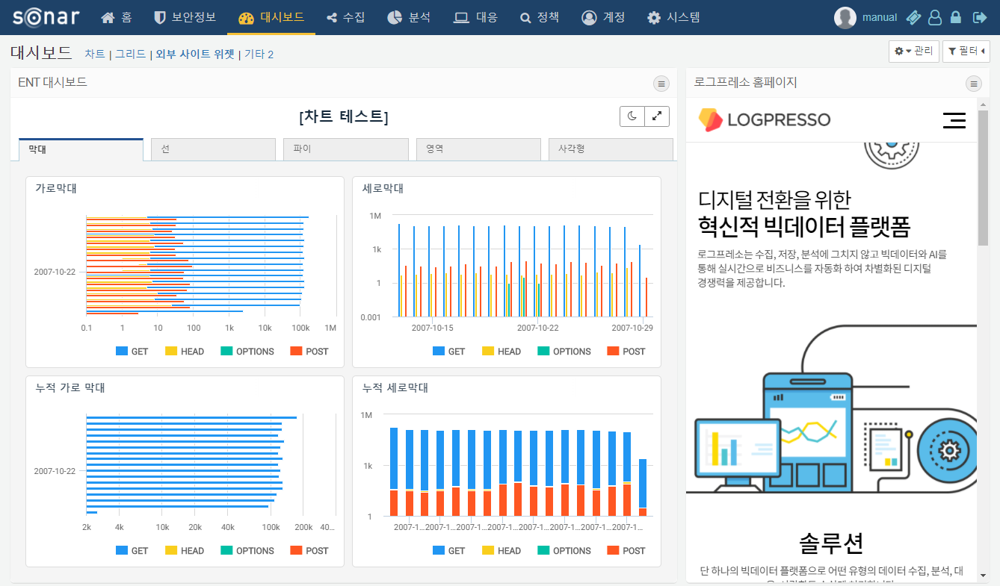 sonar 홈 보안정보 대시보드 수집 분석 대응 정책 계정 시스템 manual
대시보드 차트 | 그리드 | 외부 사이트 위젯 | 기타 2 관리 필터
ENT 대시보드
[차트 테스트]
막대 선 파이 영역 사각형
가로막대
2007-10-22
0.1 1 10 100 1k 10k 100k 1M
GET HEAD OPTIONS POST
세로막대
1M
1k
1
0.001
2007-10-15 2007-10-22 2007-10-29
GET HEAD OPTIONS POST
누적 가로 막대
2007-10-22
2k 4k 10k 20k 40k 100k 200k 40...
GET HEAD OPTIONS POST
누적 세로막대
1M
1k
1
2007-1... 2007-1... 2007-1... 2007-1... 2007-1... 2007-1... 2007-1... 2007-1...
GET HEAD OPTIONS POST
로그프레소 홈페이지
LOGPRESSO
디지털 전환을 위한
혁신적 빅데이터 플랫폼
로그프레소는 수집, 저장, 분석에 그치지 않고 빅데이터와 AI를
통해 실시간으로 비즈니스를 자동화 하여 차별화된 디지털
경쟁력을 제공합니다.
솔루션
단 하나의 빅데이터 플랫폼으로 어떤 유형의 데이터 수집, 분석, 대